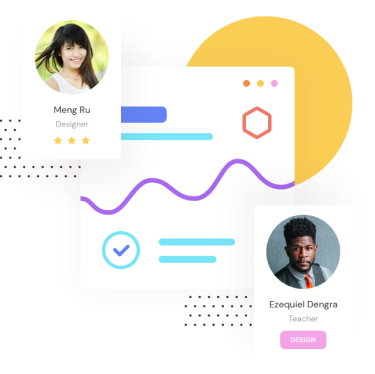 Meng Ru
Designer
Ezequiel Dengra
Teacher
DESIGN